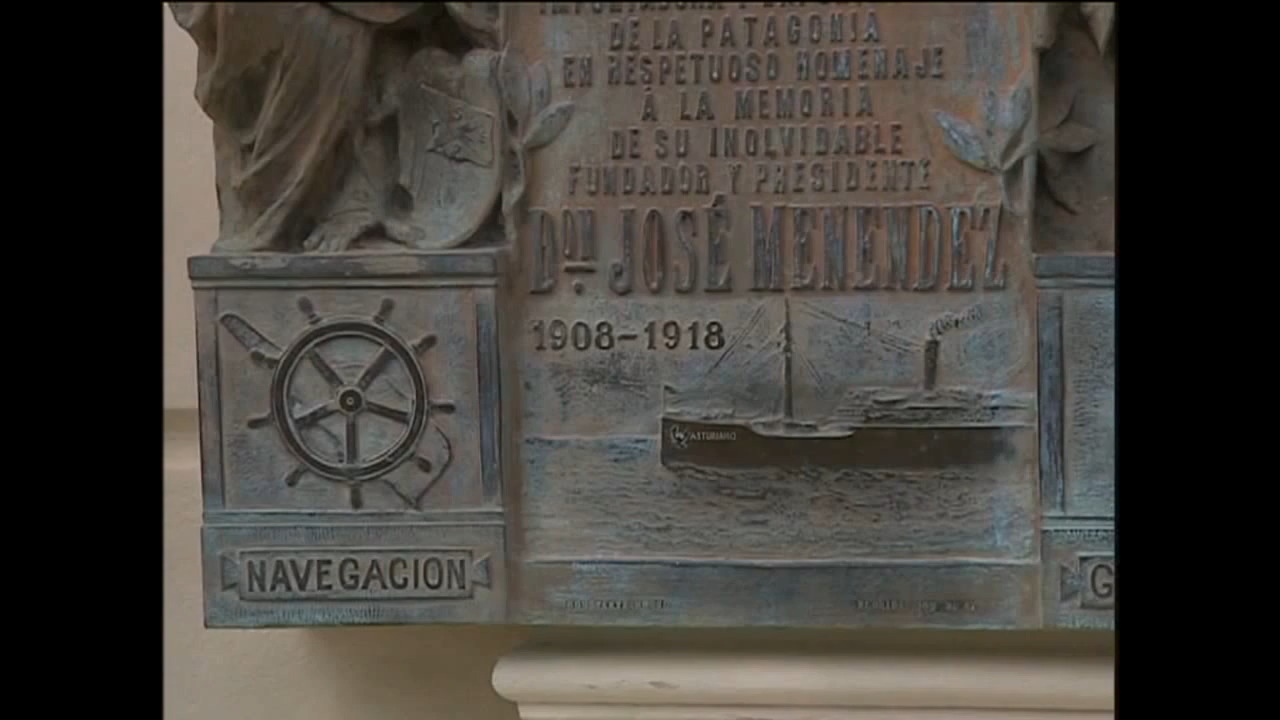 IMPORTADORA Y
DE LA PATAGONIA
EN RESPETUOSO HOMENAJE
Á LA MEMORIA
DE SU INOLVIDABLE
FUNDADOR Y PRESIDENTE
Dⁿ. JOSÉ MENENDEZ
1908-1918
ASTURIANO
NAVEGACION
G